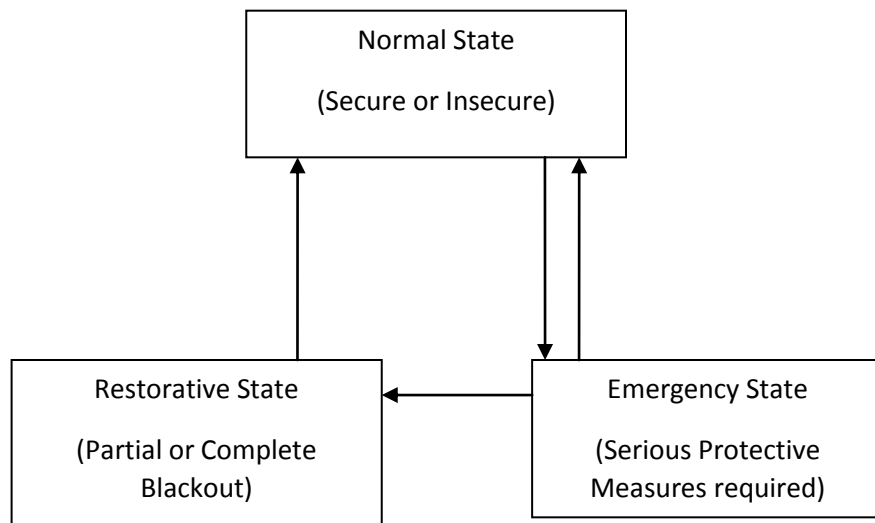 Normal State
(Secure or Insecure)
Restorative State
(Partial or Complete
Blackout)
Emergency State
(Serious Protective
Measures required)